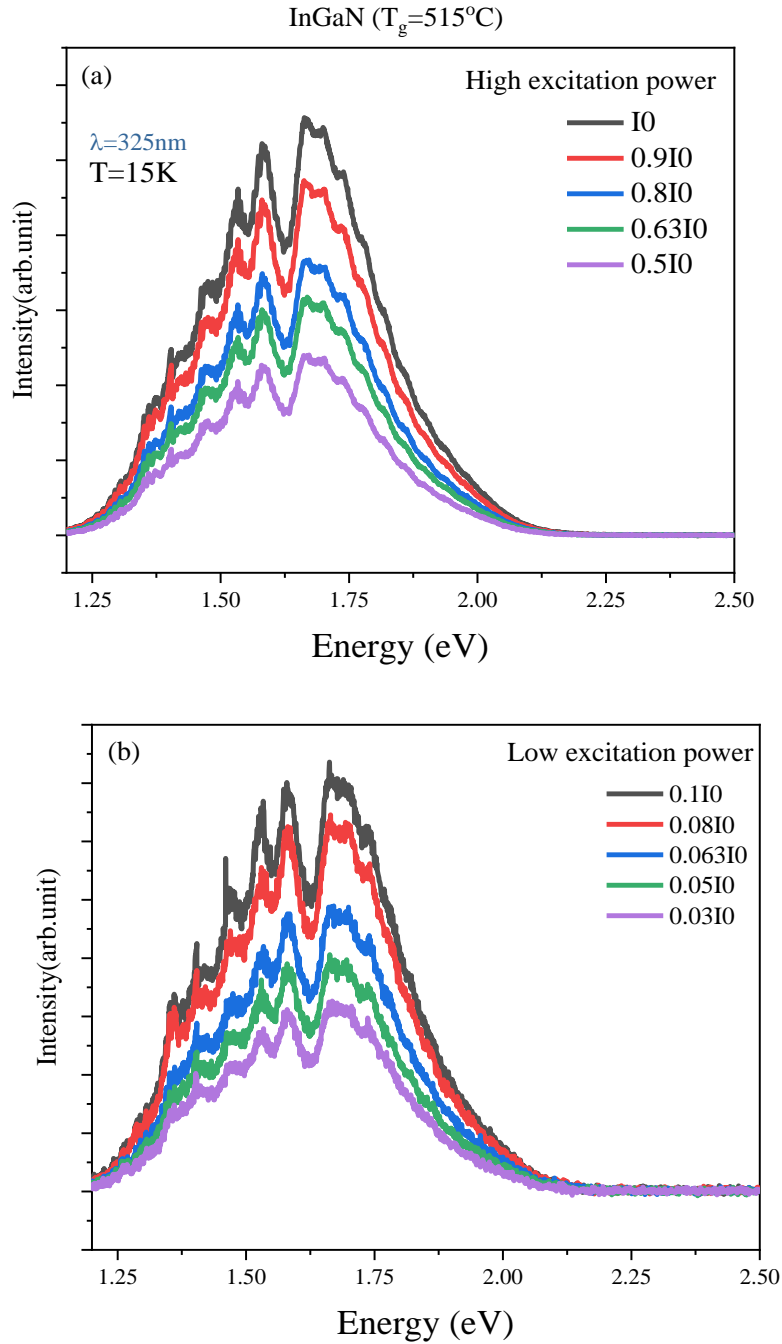 InGaN (Tg=515°C)
(a)
High excitation power
λ=325nm
T=15K
I0
0.9I0
0.8I0
0.63I0
0.5I0
Intensity(arb.unit)
1.25 1.50 1.75 2.00 2.25 2.50
Energy (eV)
(b)
Low excitation power
0.1I0
0.08I0
0.063I0
0.05I0
0.03I0
Intensity(arb.unit)
1.25 1.50 1.75 2.00 2.25 2.50
Energy (eV)